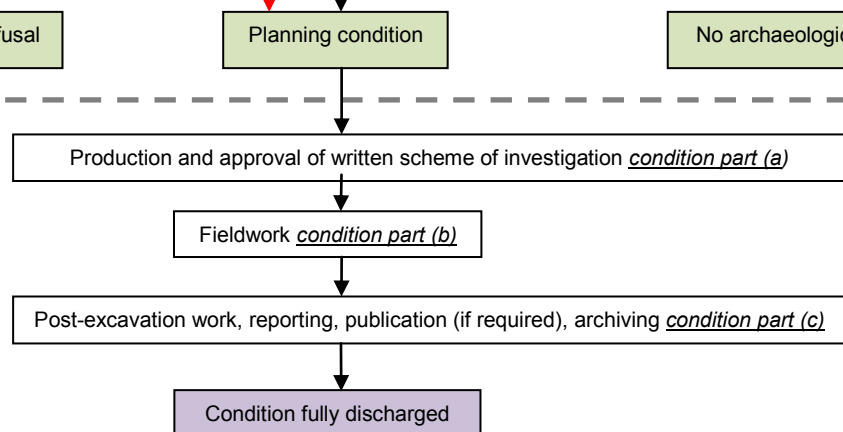 fusal
Planning condition
No archaeologic
Production and approval of written scheme of investigation condition part (a)
Fieldwork condition part (b)
Post-excavation work, reporting, publication (if required), archiving condition part (c)
Condition fully discharged